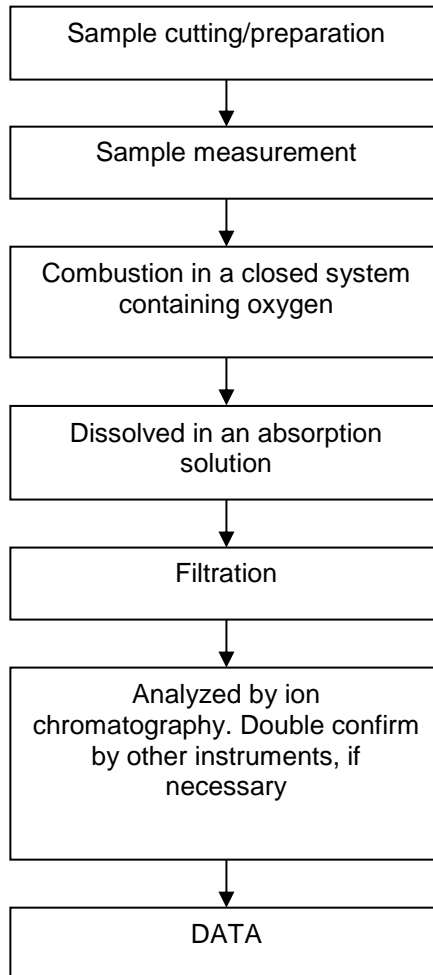 Sample cutting/preparation
Sample measurement
Combustion in a closed system
containing oxygen
Dissolved in an absorption
solution
Filtration
Analyzed by ion
chromatography. Double confirm
by other instruments, if
necessary
DATA